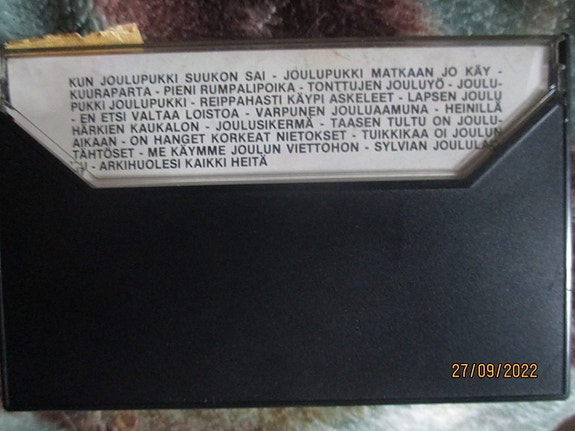 KUN JOULUPUKKI SUUKON SAI - JOULUPUKKI MATKAAN JO KÄY -
KUURAPARTA - PIENI RUMPALIPOIKA - TONTTUJEN JOULUYÖ - JOULU-
PUKKI JOULUPUKKI - REIPPAHASTI KÄYPI ASKELEET - LAPSEN JOULU
- EN ETSI VALTAA LOISTOA - VARPUNEN JOULUAAMUNA - HEINILLÄ
HÄRKIEN KAUKALON - JOULUSIKERMÄ - TAASEN TULTU ON JOULU-
AIKAAN - ON HANGET KORKEAT NIETOKSET - TUIKKIKAA OI JOULUN
TÄHTÖSET - ME KÄYMME JOULUN VIETTOHON - SYLVIAN JOULULAU
U - ARKIHUOLESI KAIKKI HEITÄ
27/09/2022